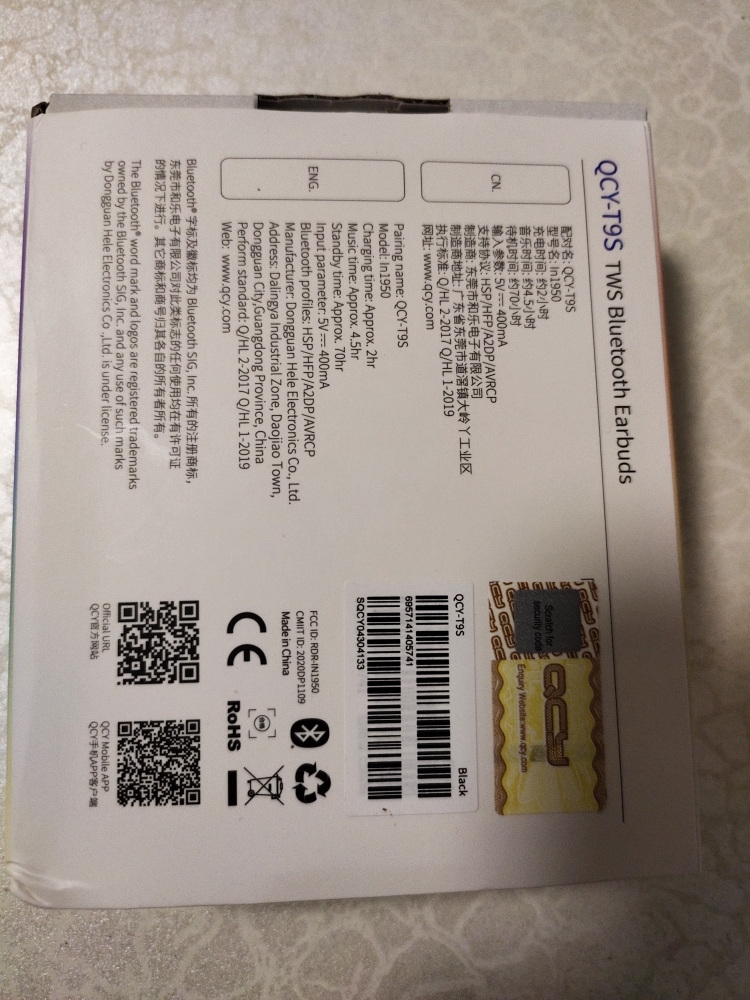 QCY-T9S TWS Bluetooth Earbuds
CN.
配对名: QCY-T9S
型号名: In1950
充电时间: 约2小时
音乐时间: 约4.5小时
待机时间: 约70小时
输入参数: 5V⎓400mA
支持协议: HSP/HFP/A2DP/AVRCP
制造商: 东莞市和乐电子有限公司
制造商地址: 广东省东莞市道滘镇大岭丫工业区
执行标准: Q/HL 2-2017 Q/HL 1-2019
网址: www.qcy.com
ENG.
Pairing name: QCY-T9S
Model: In1950
Charging time: Approx. 2hr
Music time: Approx. 4.5hr
Standby time: Approx. 70hr
Input parameter: 5V⎓400mA
Bluetooth profiles: HSP/HFP/A2DP/AVRCP
Manufacturer: Dongguan Hele Electronics Co., Ltd.
Address: Dalingya Industrial Zone, Daojiao Town,
Dongguan City,Guangdong Province, China
Perform standard: Q/HL 2-2017 Q/HL 1-2019
Web: www.qcy.com
Bluetooth® 字标及徽标均为 Bluetooth SIG, Inc. 所有的注册商标，
东莞市和乐电子有限公司对此类标志的任何使用均在有许可证
的情况下进行。其它商标和商号归其各自的所有者所有。
The Bluetooth® word mark and logos are registered trademarks
owned by the Bluetooth SIG, Inc. and any use of such marks
by Dongguan Hele Electronics Co .,Ltd. is under license.
Scratch for
security code
QCY
Enquiry Website:www.qcy.com
QCY-T9S
Black
6957141405741
SQCY04304133
FCC ID: RDR-IN1950
CMIIT ID: 2020DP1109
Made in China
CE
RoHS
Official URL
QCY官方网站
QCY Mobile APP
QCY手机APP客户端